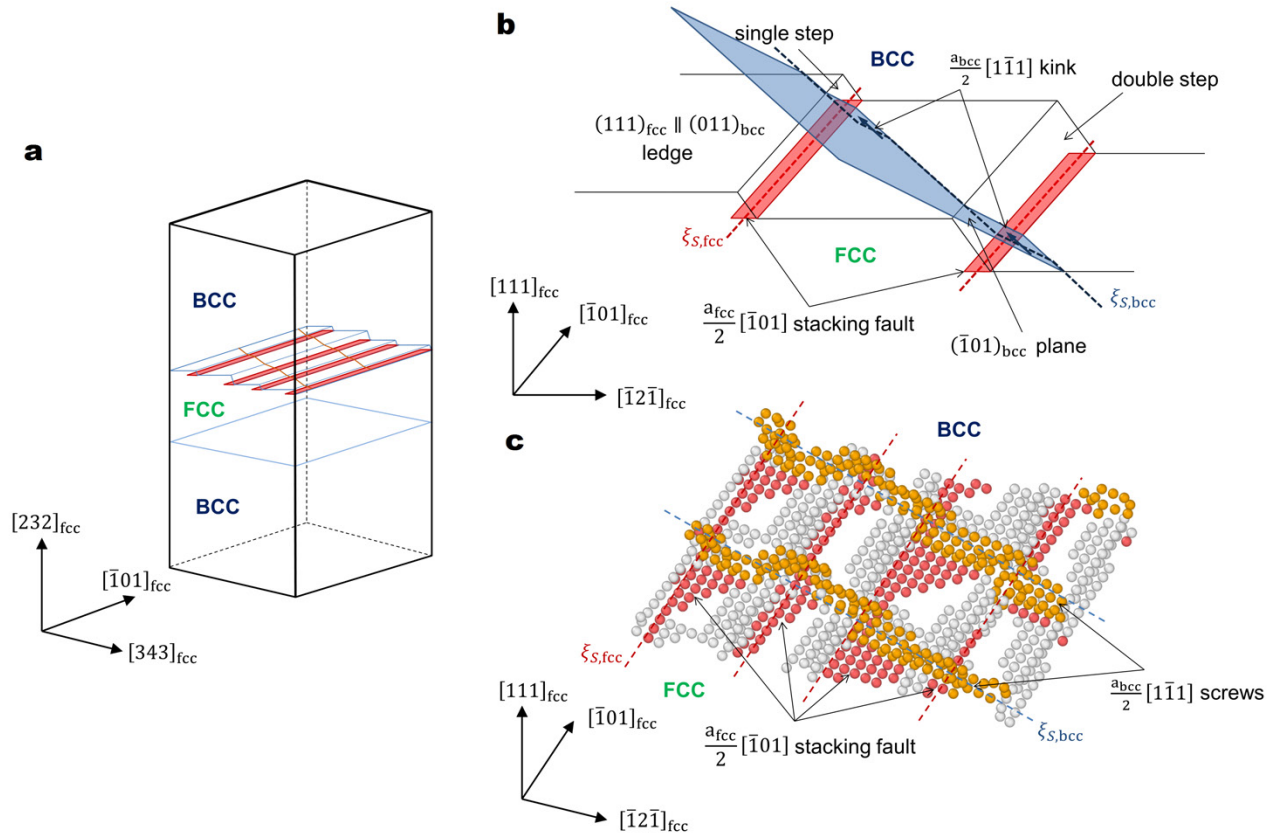 a
BCC
FCC
BCC
[232]fcc
[1̄01]fcc
[343]fcc
b
single step
BCC
abcc/2 [11̄1] kink
double step
(111)fcc ∥ (011)bcc
ledge
ξS,fcc
FCC
ξS,bcc
afcc/2 [1̄01] stacking fault
(1̄01)bcc plane
[111]fcc
[1̄01]fcc
[1̄21̄]fcc
c
BCC
ξS,fcc
FCC
abcc/2 [11̄1] screws
ξS,bcc
afcc/2 [1̄01] stacking fault
[111]fcc
[1̄01]fcc
[1̄21̄]fcc